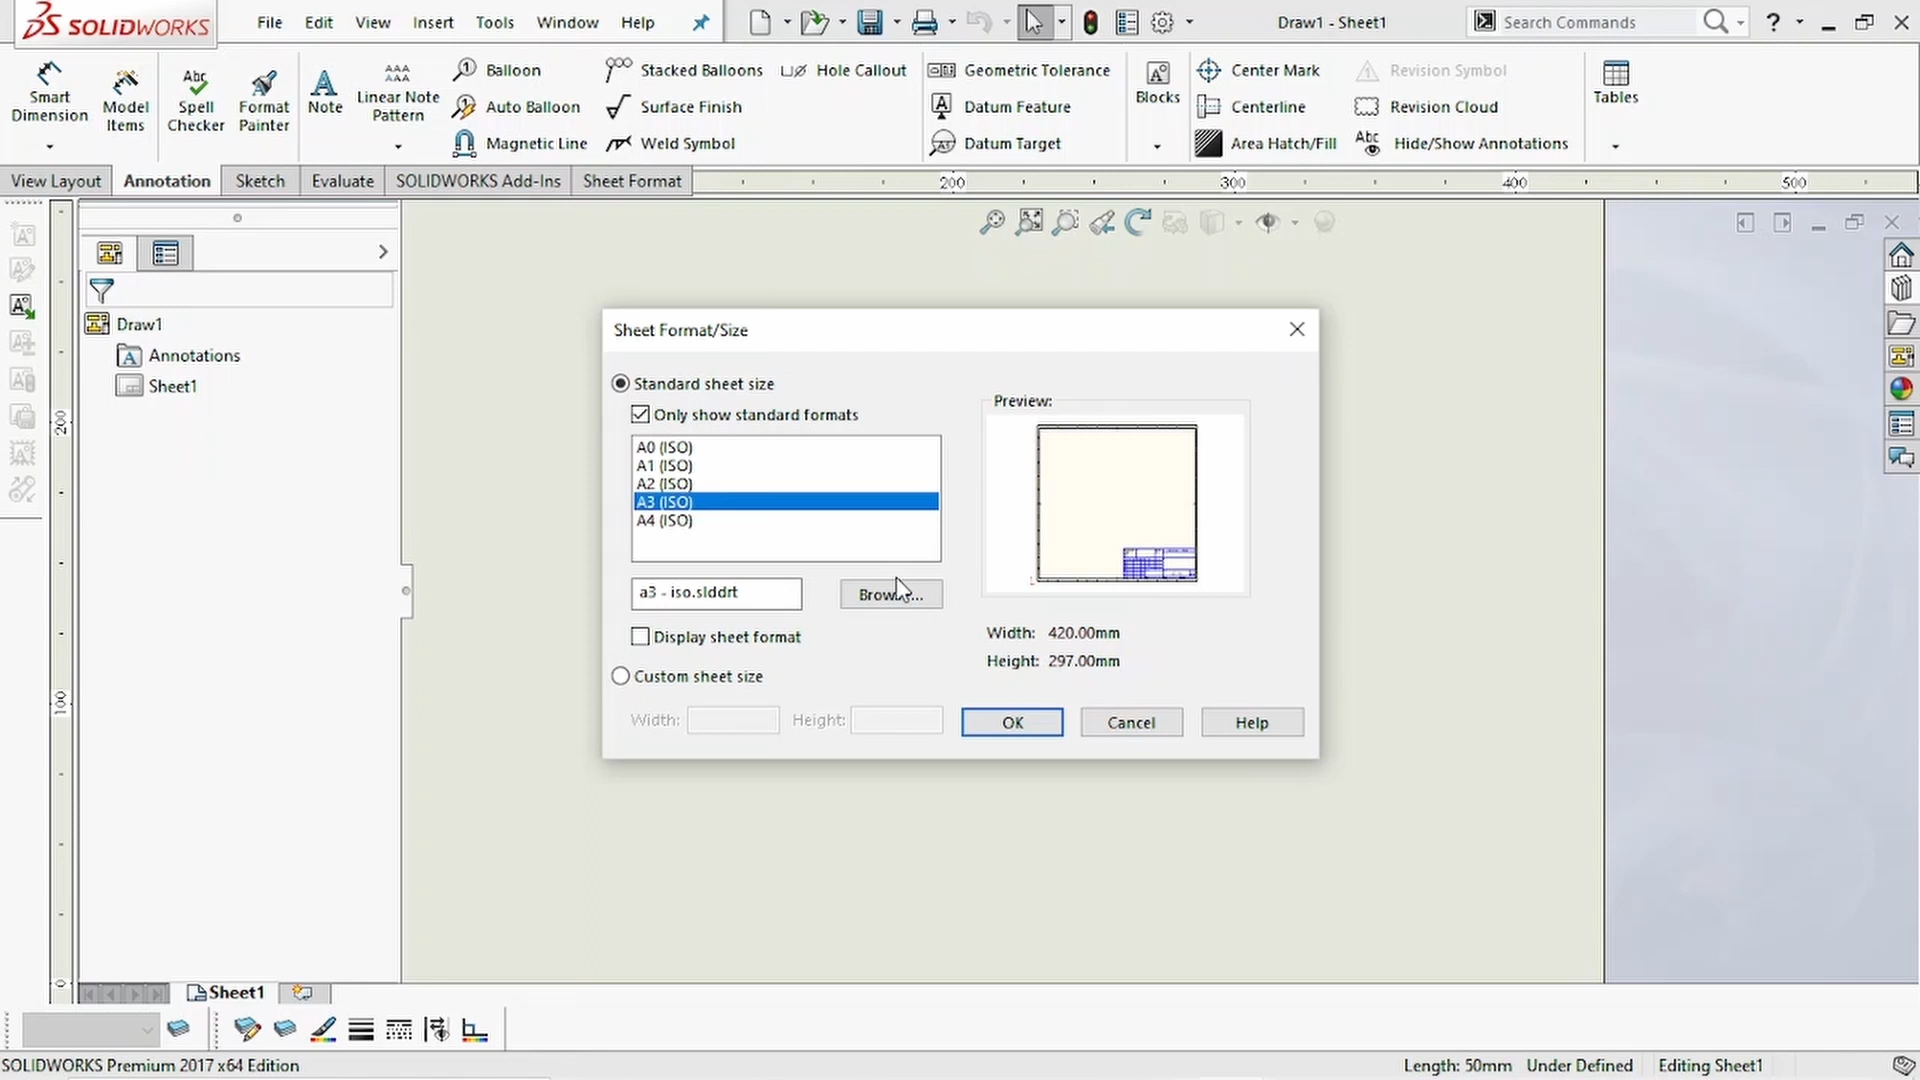 SOLIDWORKS
File Edit View Insert Tools Window Help
Draw1 - Sheet1
Search Commands
?
Smart Dimension
Model Items
Abc
Spell Checker
Format Painter
Note
Linear Note Pattern
Balloon
Auto Balloon
Magnetic Line
Stacked Balloons
Surface Finish
Weld Symbol
Hole Callout
Geometric Tolerance
Datum Feature
Datum Target
Blocks
Center Mark
Centerline
Area Hatch/Fill
Revision Symbol
Revision Cloud
Abc
Hide/Show Annotations
Tables
View Layout Annotation Sketch Evaluate SOLIDWORKS Add-Ins Sheet Format
200 300 400 500
Draw1
Annotations
Sheet1
200
100
0
Sheet Format/Size
Standard sheet size
Only show standard formats
A0 (ISO)
A1 (ISO)
A2 (ISO)
A3 (ISO)
A4 (ISO)
a3 - iso.slddrt
Display sheet format
Custom sheet size
Width: Height:
Preview:
Width: 420.00mm
Height: 297.00mm
OK Cancel Help
Sheet1
SOLIDWORKS Premium 2017 x64 Edition
Length: 50mm Under Defined Editing Sheet1